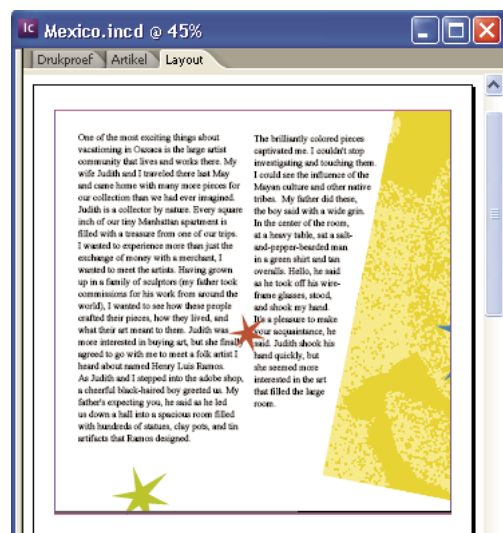 Ic Mexico.incd @ 45%
Drukproef Artikel Layout
One of the most exciting things about
vacationing in Oaxaca is the large artist
community that lives and works there. My
wife Judith and I traveled there last May
and came home with many more pieces for
our collection than we had ever imagined.
Judith is a collector by nature. Every square
inch of our tiny Manhattan apartment is
filled with a treasure from one of our trips.
I wanted to experience more than just the
exchange of money with a merchant, I
wanted to meet the artists. Having grown
up in a family of sculptors (my father took
commissions for his work from around the
world), I wanted to see how these people
crafted their pieces, how they lived, and
what their art meant to them. Judith was
more interested in buying art, but she finally
agreed to go with me to meet a folk artist I
heard about named Henry Luis Ramos.
As Judith and I stepped into the adobe shop,
a cheerful black-haired boy greeted us. My
father's expecting you, he said as he led
us down a hall into a spacious room filled
with hundreds of statues, clay pots, and tin
artifacts that Ramos designed.
The brilliantly colored pieces
captivated me. I couldn't stop
investigating and touching them.
I could see the influence of the
Mayan culture and other native
tribes. My father did these,
the boy said with a wide grin.
In the center of the room,
at a heavy table, sat a salt-
and-pepper-bearded man
in a green shirt and tan
overalls. Hello, he said
as he took off his wire-
frame glasses, stood,
and shook my hand.
It's a pleasure to make
your acquaintance, he
said. Judith shook his
hand quickly, but
she seemed more
interested in the art
that filled the large
room.